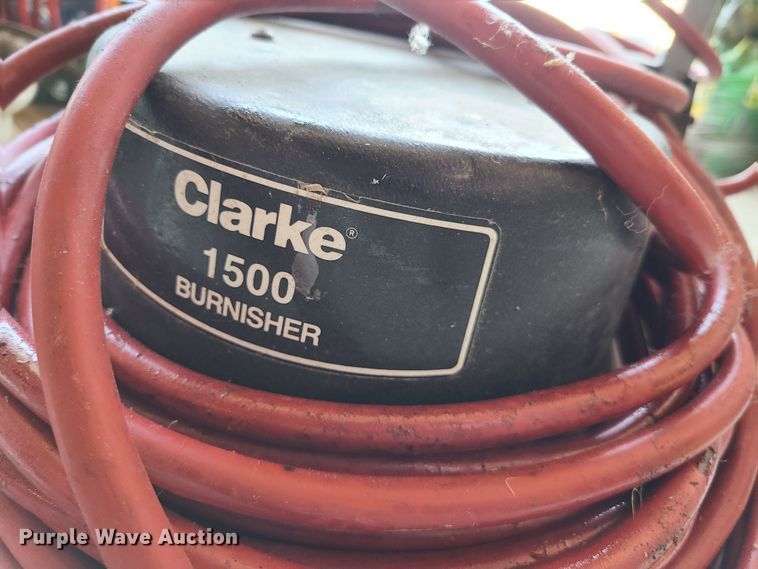 Clarke®
1500
BURNISHER
Purple Wave Auction